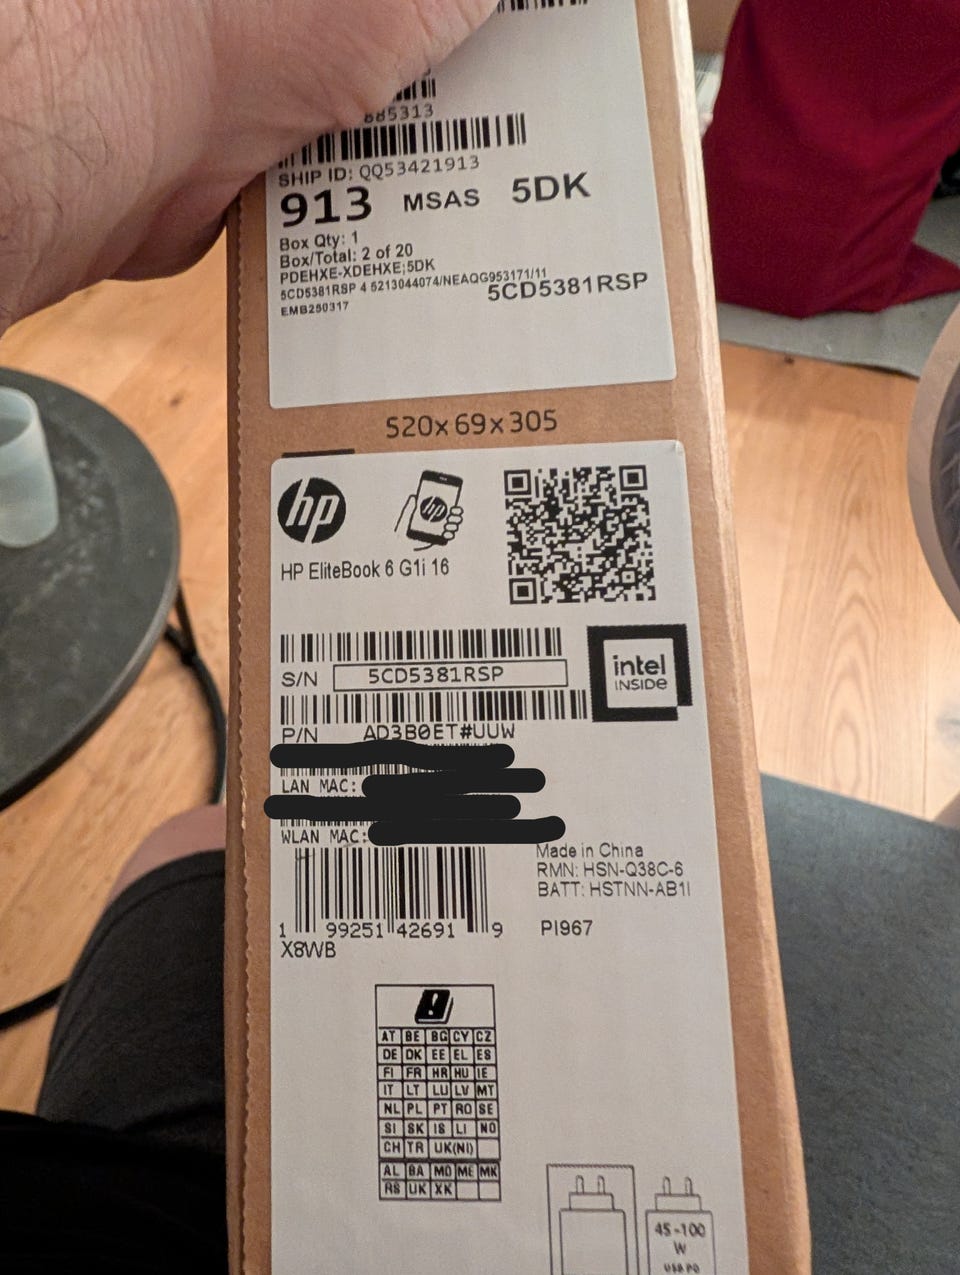 885313
SHIP ID: QQ53421913
913 MSAS 5DK
Box Qty: 1
Box/Total: 2 of 20
PDEHXE-XDEHXE;5DK
5CD5381RSP 4 5213044074/NEAQG953171/11
5CD5381RSP
EMB250317
520x69x305
hp
hp
HP EliteBook 6 G1i 16
S/N 5CD5381RSP
intel
INSIDE
P/N AD3B0ET#UUW
LAN MAC:
WLAN MAC:
Made in China
RMN: HSN-Q38C-6
BATT: HSTNN-AB1I
1 99251 42691 9
PI967
X8WB
!
AT BE BG CY CZ
DE DK EE EL ES
FI FR HR HU IE
IT LT LU LV MT
NL PL PT RO SE
SI SK IS LI NO
CH TR UK(NI)
AL BA MD ME MK
RS UK XK
45-100
W
USB PD